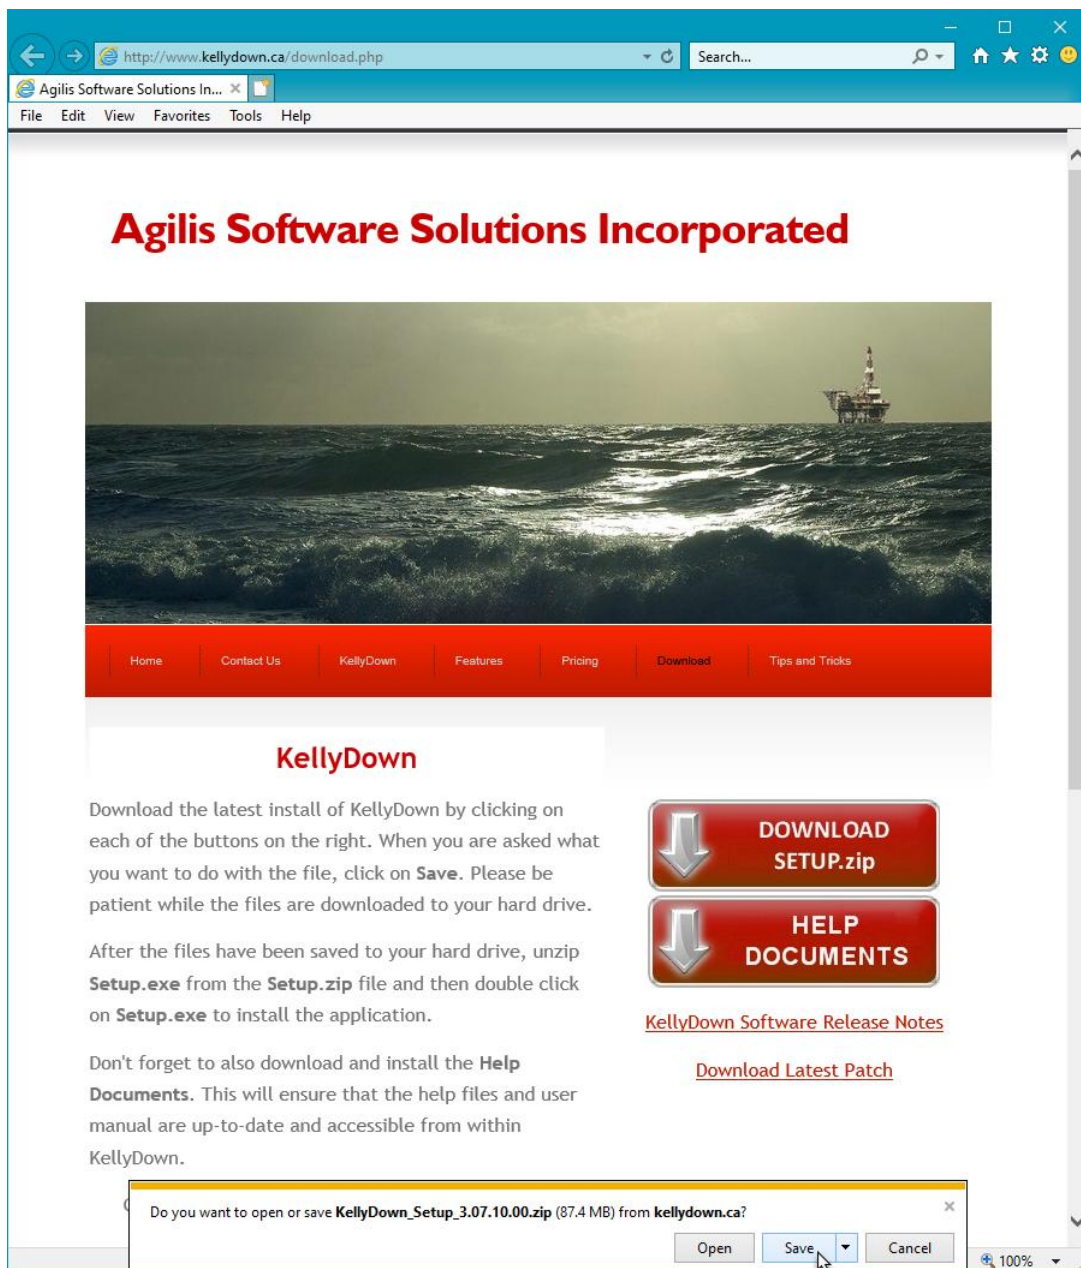 http://www.kellydown.ca/download.php
Search...
Agilis Software Solutions In...
File Edit View Favorites Tools Help
Agilis Software Solutions Incorporated
Home Contact Us KellyDown Features Pricing Download Tips and Tricks
KellyDown
Download the latest install of KellyDown by clicking on
each of the buttons on the right. When you are asked what
you want to do with the file, click on Save. Please be
patient while the files are downloaded to your hard drive.
After the files have been saved to your hard drive, unzip
Setup.exe from the Setup.zip file and then double click
on Setup.exe to install the application.
Don't forget to also download and install the Help
Documents. This will ensure that the help files and user
manual are up-to-date and accessible from within
KellyDown.
DOWNLOAD
SETUP.zip
HELP
DOCUMENTS
KellyDown Software Release Notes
Download Latest Patch
Do you want to open or save KellyDown_Setup_3.07.10.00.zip (87.4 MB) from kellydown.ca?
Open Save Cancel
100%